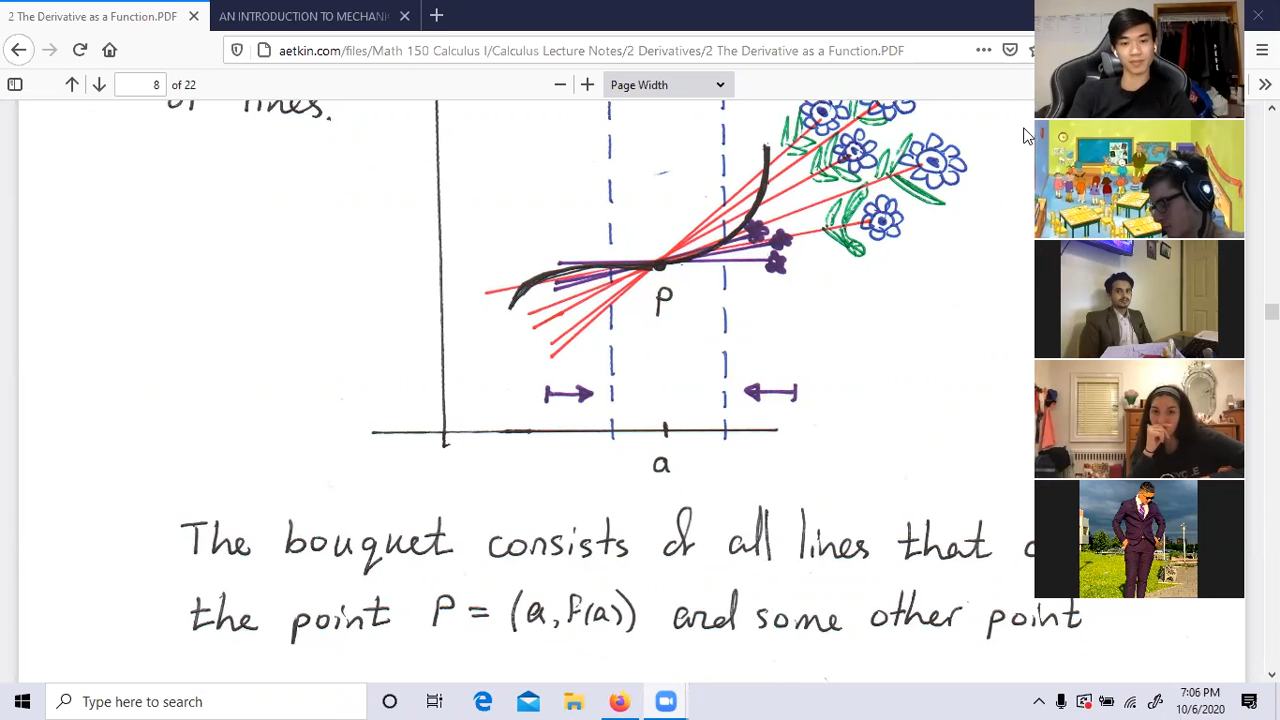 2 The Derivative as a Function.PDF
AN INTRODUCTION TO MECHANI
aetkin.com/files/Math 150 Calculus I/Calculus Lecture Notes/2 Derivatives/2 The Derivative as a Function.PDF
8 of 22
Page Width
of lines.
P
a
The bouquet consists of all lines that
the point P = (a, f(a)) and some other point
Type here to search
7:06 PM
10/6/2020